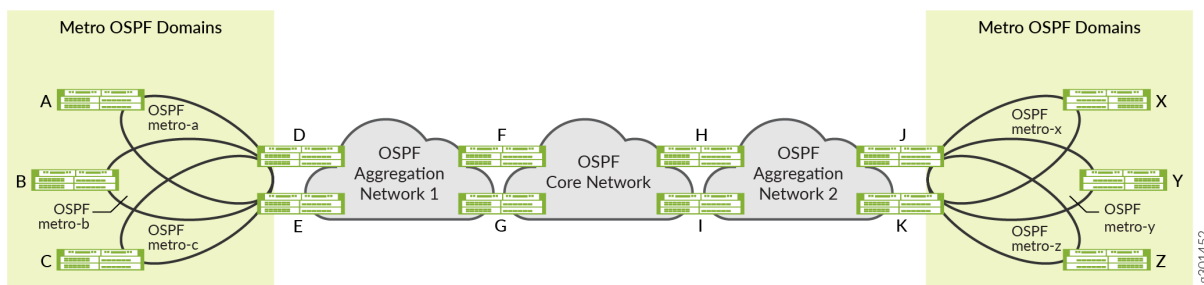 Metro OSPF Domains
A
OSPF
metro-a
B
OSPF
metro-b
C
OSPF
metro-c
D
E
OSPF
Aggregation
Network 1
F
G
OSPF
Core Network
H
I
OSPF
Aggregation
Network 2
J
K
Metro OSPF Domains
OSPF
metro-x
X
Y
OSPF
metro-y
OSPF
metro-z
Z
g301452